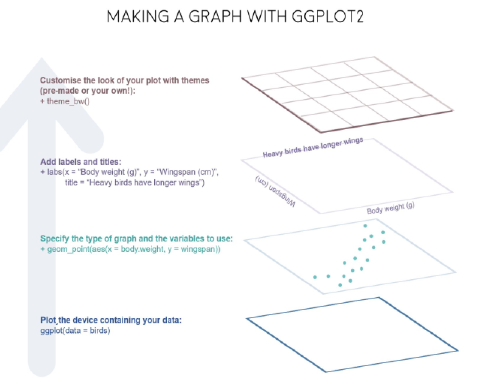 MAKING A GRAPH WITH GGPLOT2
Customise the look of your plot with themes
(pre-made or your own!):
+ theme_bw()
Heavy birds have longer wings
Add labels and titles:
+ labs(x = "Body weight (g)", y = "Wingspan (cm)",
title = "Heavy birds have longer wings")
Wingspan (cm)
Body weight (g)
Specify the type of graph and the variables to use:
+ geom_point(aes(x = body.weight, y = wingspan))
Plot the device containing your data:
ggplot(data = birds)